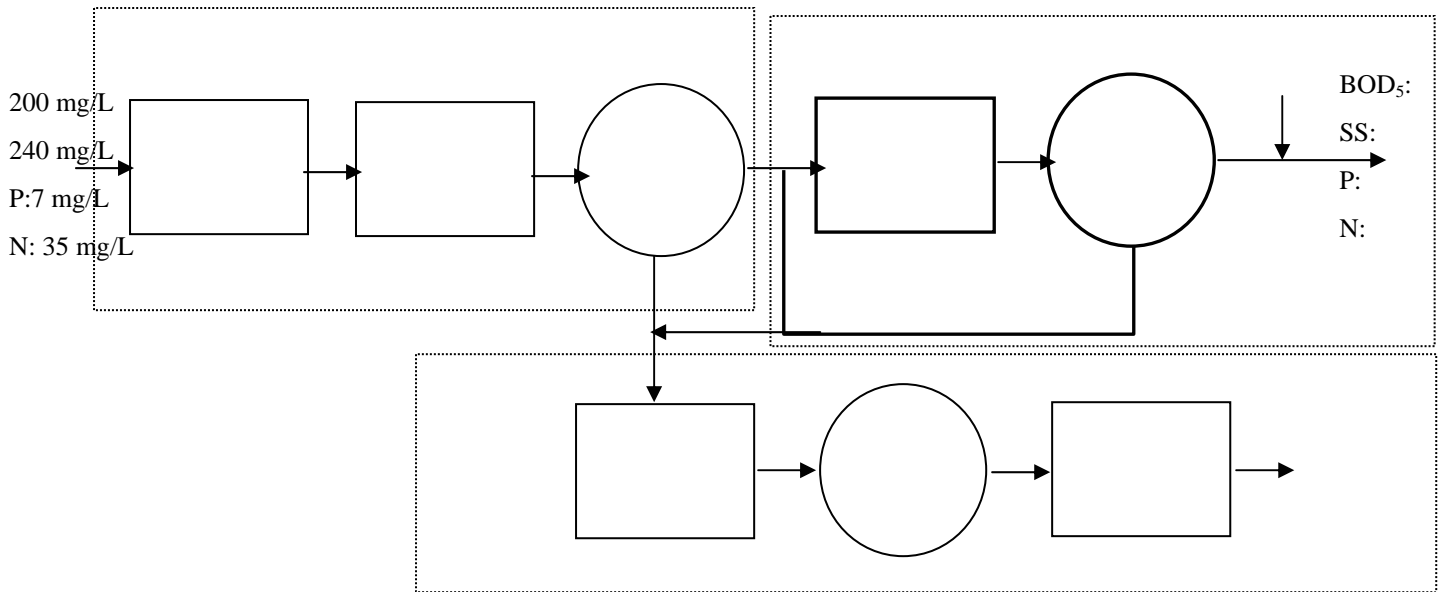 200 mg/L
240 mg/L
P:7 mg/L
N: 35 mg/L
BOD₅:
SS:
P:
N: